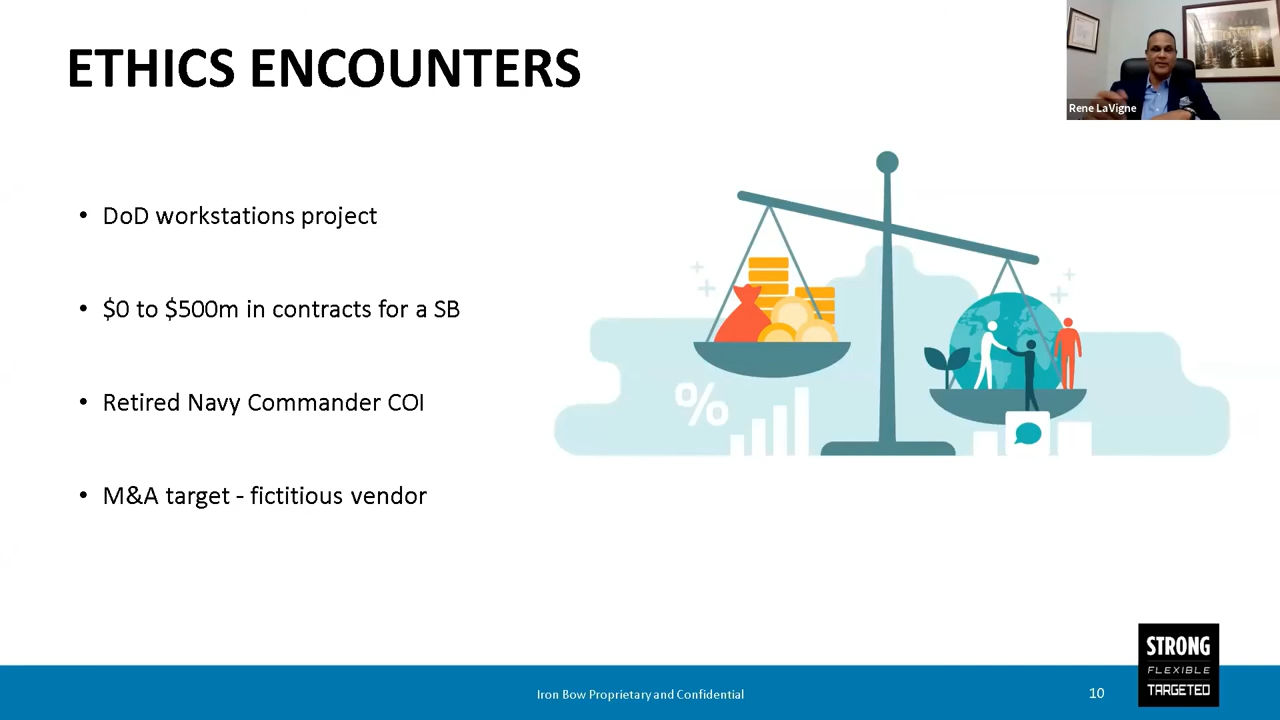 ETHICS ENCOUNTERS
Rene LaVigne
• DoD workstations project
• $0 to $500m in contracts for a SB
• Retired Navy Commander COI
• M&A target - fictitious vendor
%
Iron Bow Proprietary and Confidential
10
STRONG
FLEXIBLE
TARGETED